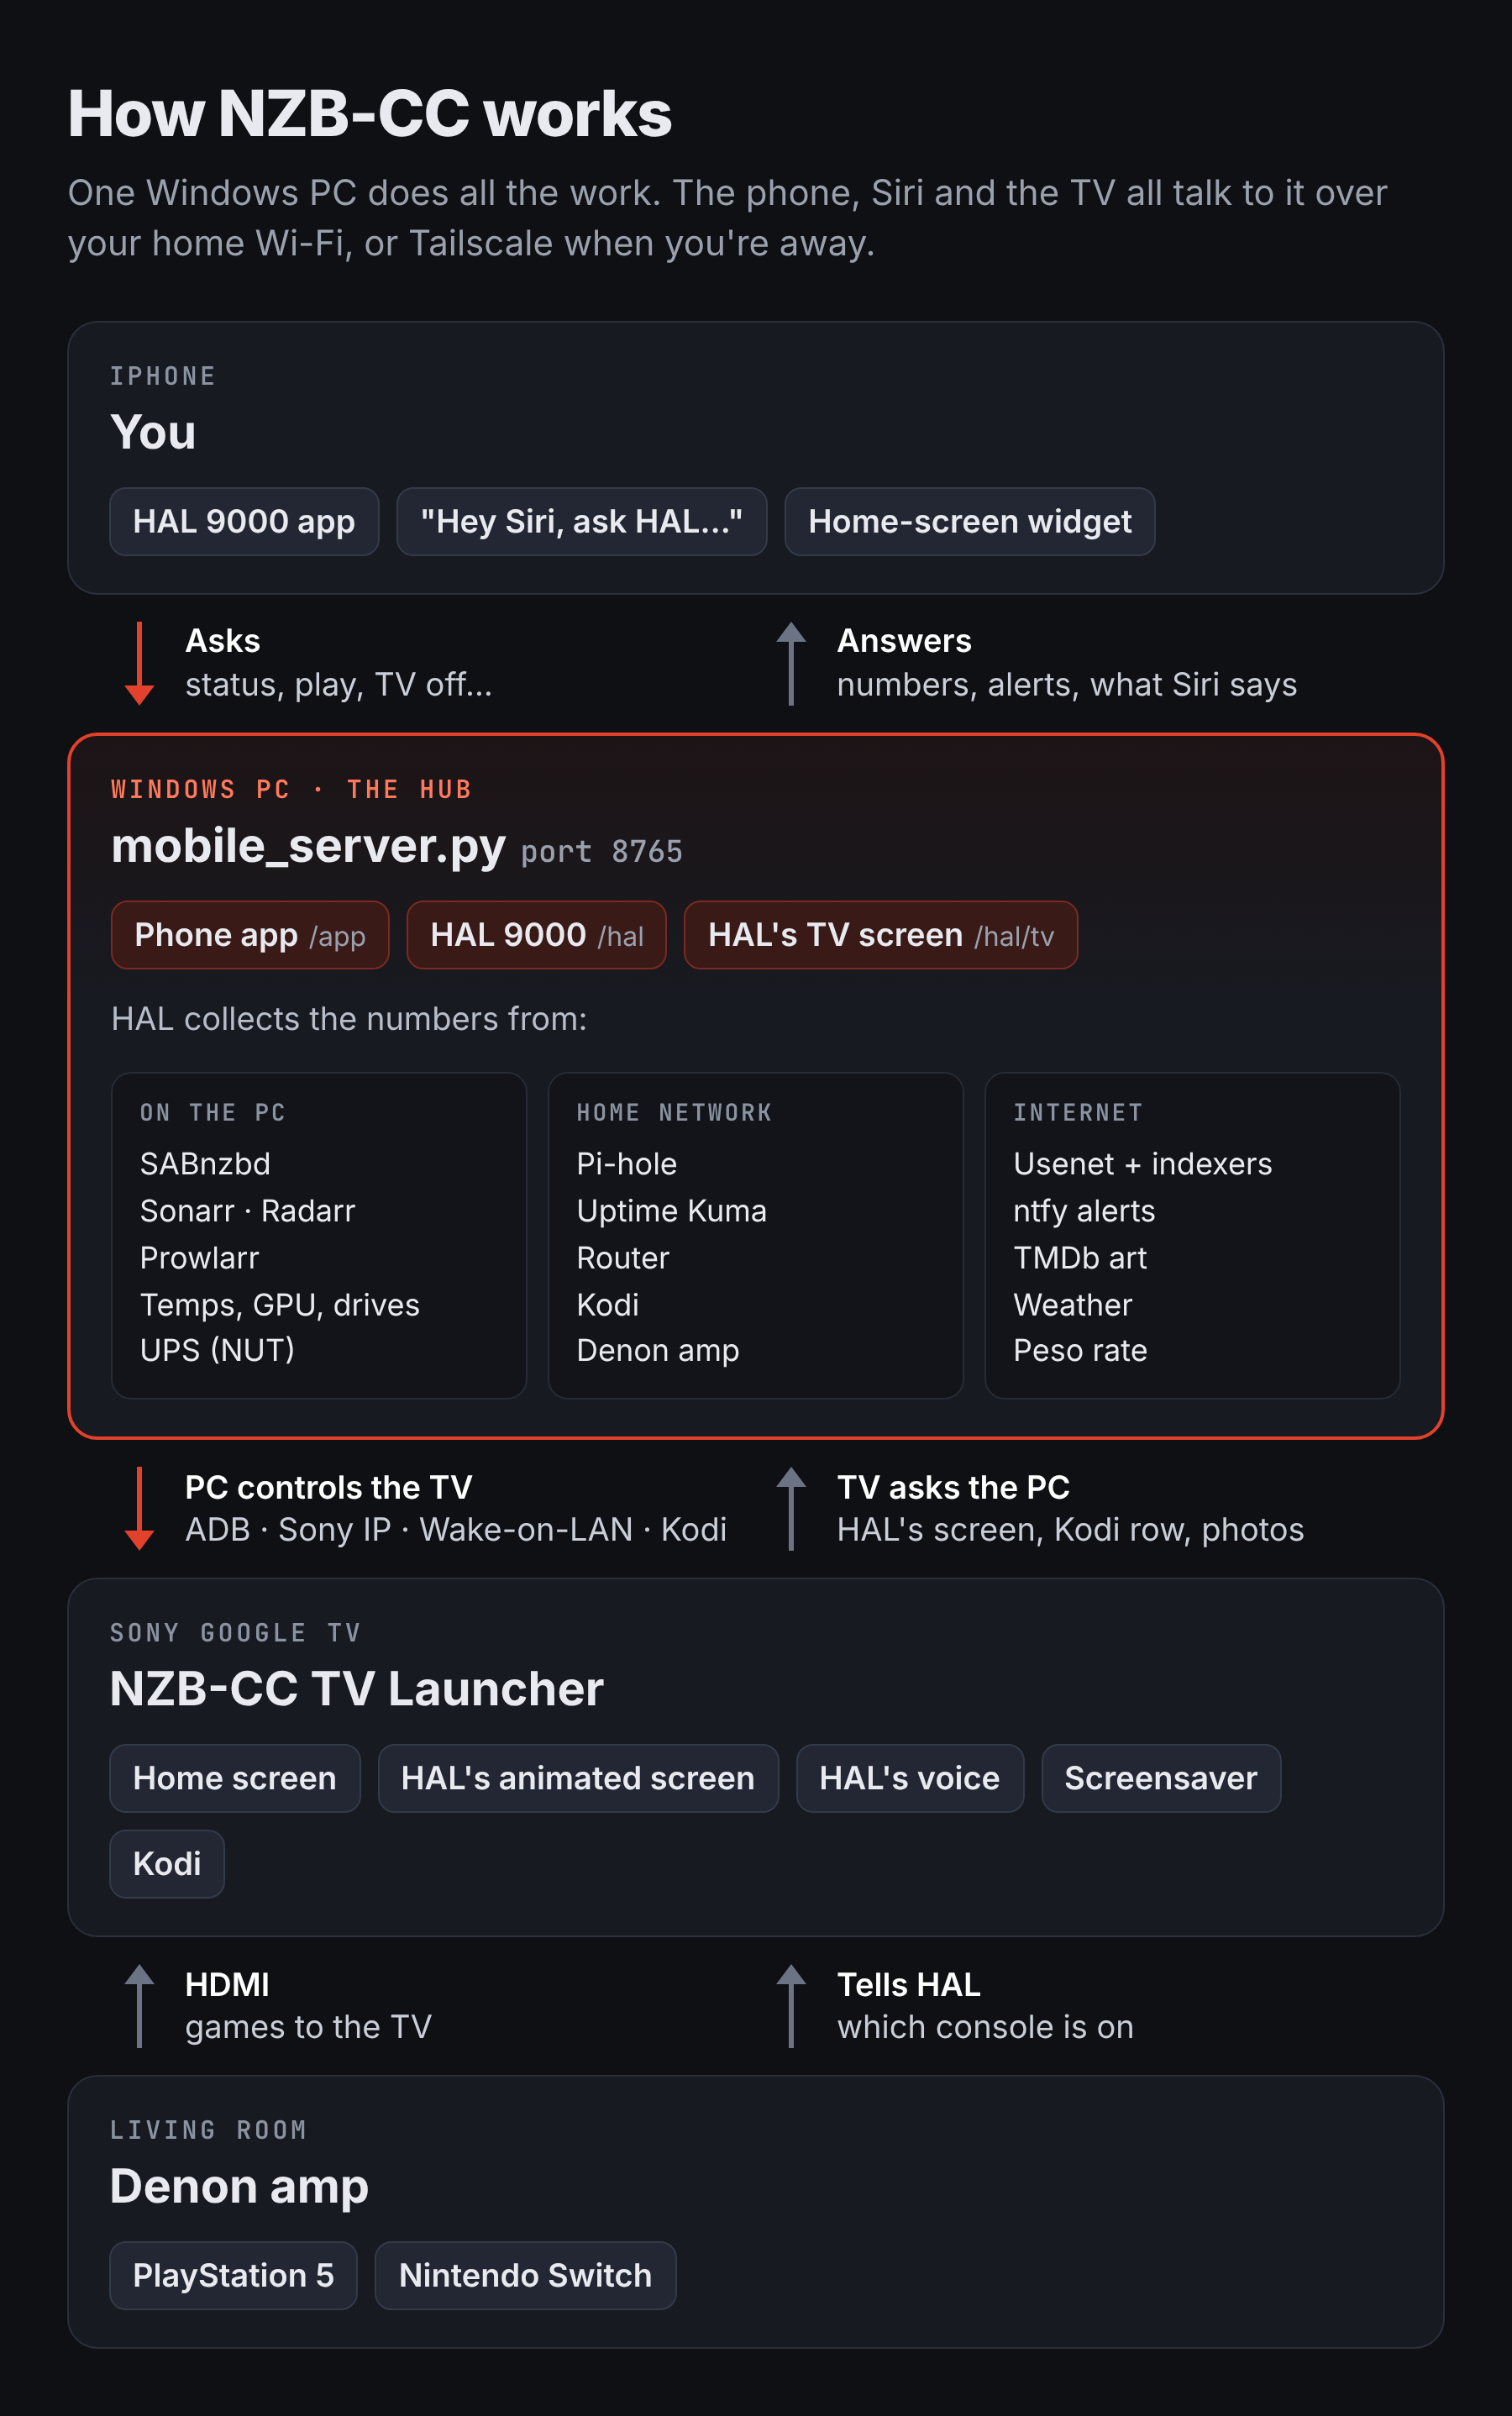 How NZB-CC works
One Windows PC does all the work. The phone, Siri and the TV all talk to it over
your home Wi-Fi, or Tailscale when you're away.
IPHONE
You
HAL 9000 app
"Hey Siri, ask HAL..."
Home-screen widget
Asks
status, play, TV off...
Answers
numbers, alerts, what Siri says
WINDOWS PC · THE HUB
mobile_server.py port 8765
Phone app /app
HAL 9000 /hal
HAL's TV screen /hal/tv
HAL collects the numbers from:
ON THE PC
SABnzbd
Sonarr · Radarr
Prowlarr
Temps, GPU, drives
UPS (NUT)
HOME NETWORK
Pi-hole
Uptime Kuma
Router
Kodi
Denon amp
INTERNET
Usenet + indexers
ntfy alerts
TMDb art
Weather
Peso rate
PC controls the TV
ADB · Sony IP · Wake-on-LAN · Kodi
TV asks the PC
HAL's screen, Kodi row, photos
SONY GOOGLE TV
NZB-CC TV Launcher
Home screen
HAL's animated screen
HAL's voice
Screensaver
Kodi
HDMI
games to the TV
Tells HAL
which console is on
LIVING ROOM
Denon amp
PlayStation 5
Nintendo Switch